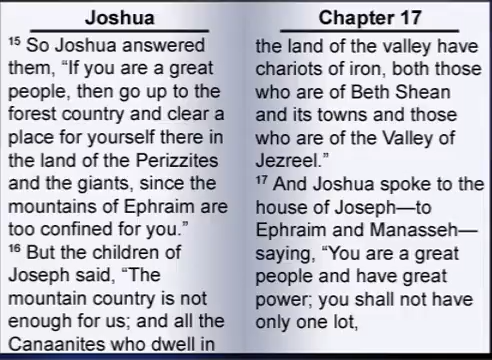 Joshua
¹⁵ So Joshua answered
them, “If you are a great
people, then go up to the
forest country and clear a
place for yourself there in
the land of the Perizzites
and the giants, since the
mountains of Ephraim are
too confined for you.”
¹⁶ But the children of
Joseph said, “The
mountain country is not
enough for us; and all the
Canaanites who dwell in
Chapter 17
the land of the valley have
chariots of iron, both those
who are of Beth Shean
and its towns and those
who are of the Valley of
Jezreel.”
¹⁷ And Joshua spoke to the
house of Joseph—to
Ephraim and Manasseh—
saying, “You are a great
people and have great
power; you shall not have
only one lot,